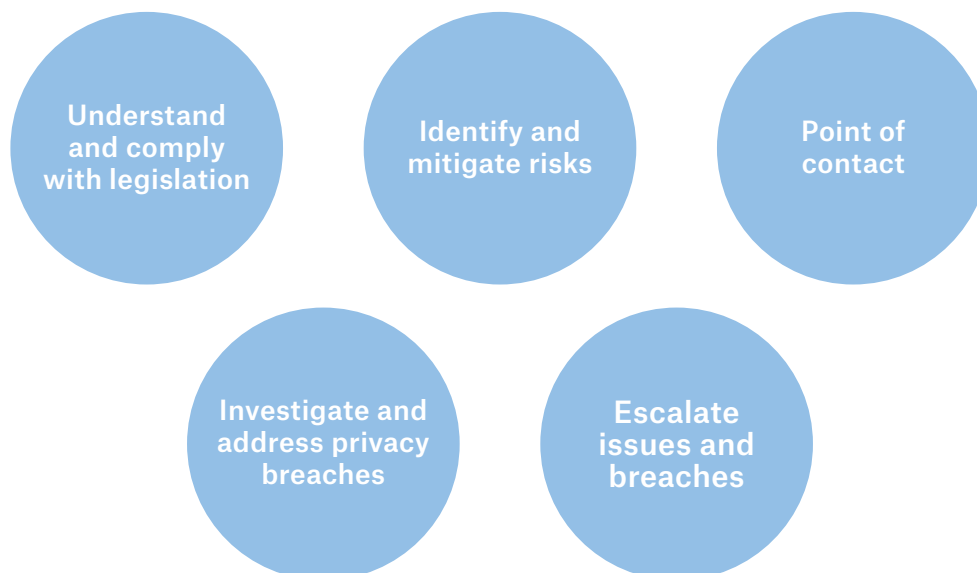 Understand
and comply
with legislation
Identify and
mitigate risks
Point of
contact
Investigate and
address privacy
breaches
Escalate
issues and
breaches